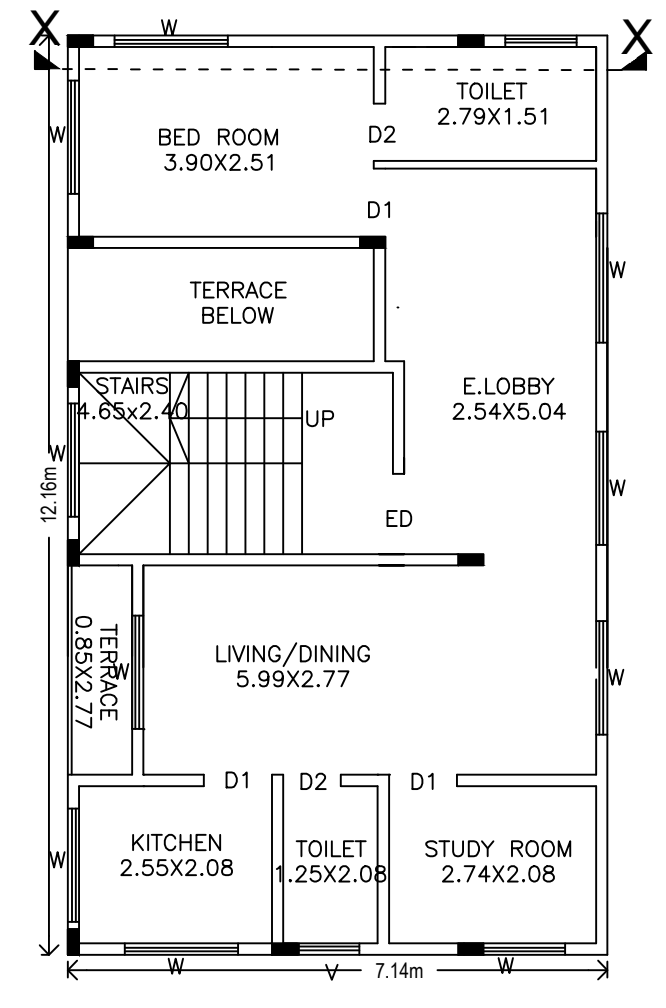 X
W
X
TOILET
2.79X1.51
W
BED ROOM
3.90X2.51
D2
D1
W
TERRACE
BELOW
STAIRS
4.65x2.40
UP
E.LOBBY
2.54X5.04
W
12.16m
W
ED
TERRACE
0.85X2.77
W
LIVING/DINING
5.99X2.77
W
D1
D2
D1
KITCHEN
2.55X2.08
W
TOILET
1.25X2.08
STUDY ROOM
2.74X2.08
W
7.14m
W